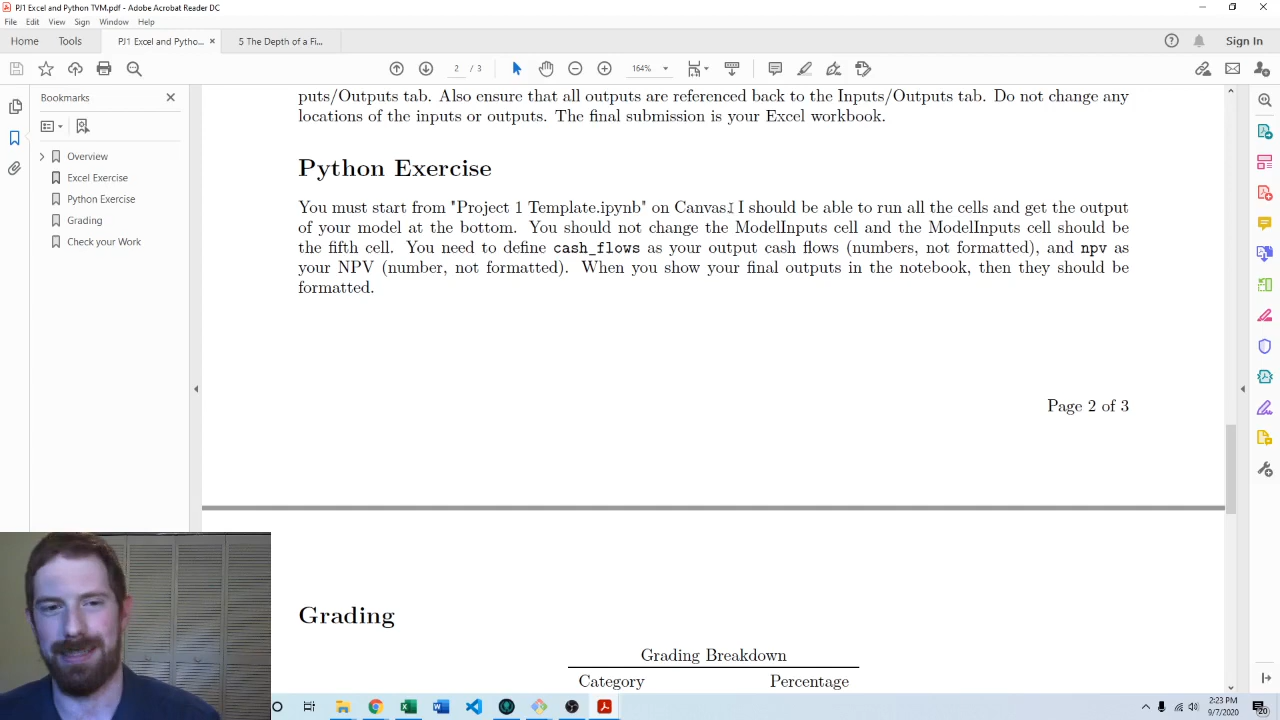 PJ1 Excel and Python TVM.pdf - Adobe Acrobat Reader DC
File Edit View Sign Window Help
Home Tools PJ1 Excel and Pytho... × 5 The Depth of a Fi... Sign In
2 / 3 164%
Bookmarks
Overview
Excel Exercise
Python Exercise
Grading
Check your Work
puts/Outputs tab. Also ensure that all outputs are referenced back to the Inputs/Outputs tab. Do not change any
locations of the inputs or outputs. The final submission is your Excel workbook.
Python Exercise
You must start from "Project 1 Template.ipynb" on Canvas. I should be able to run all the cells and get the output
of your model at the bottom. You should not change the ModelInputs cell and the ModelInputs cell should be
the fifth cell. You need to define cash_flows as your output cash flows (numbers, not formatted), and npv as
your NPV (number, not formatted). When you show your final outputs in the notebook, then they should be
formatted.
Page 2 of 3
Grading
Grading Breakdown
Category Percentage
2:23 PM
9/7/2020
20